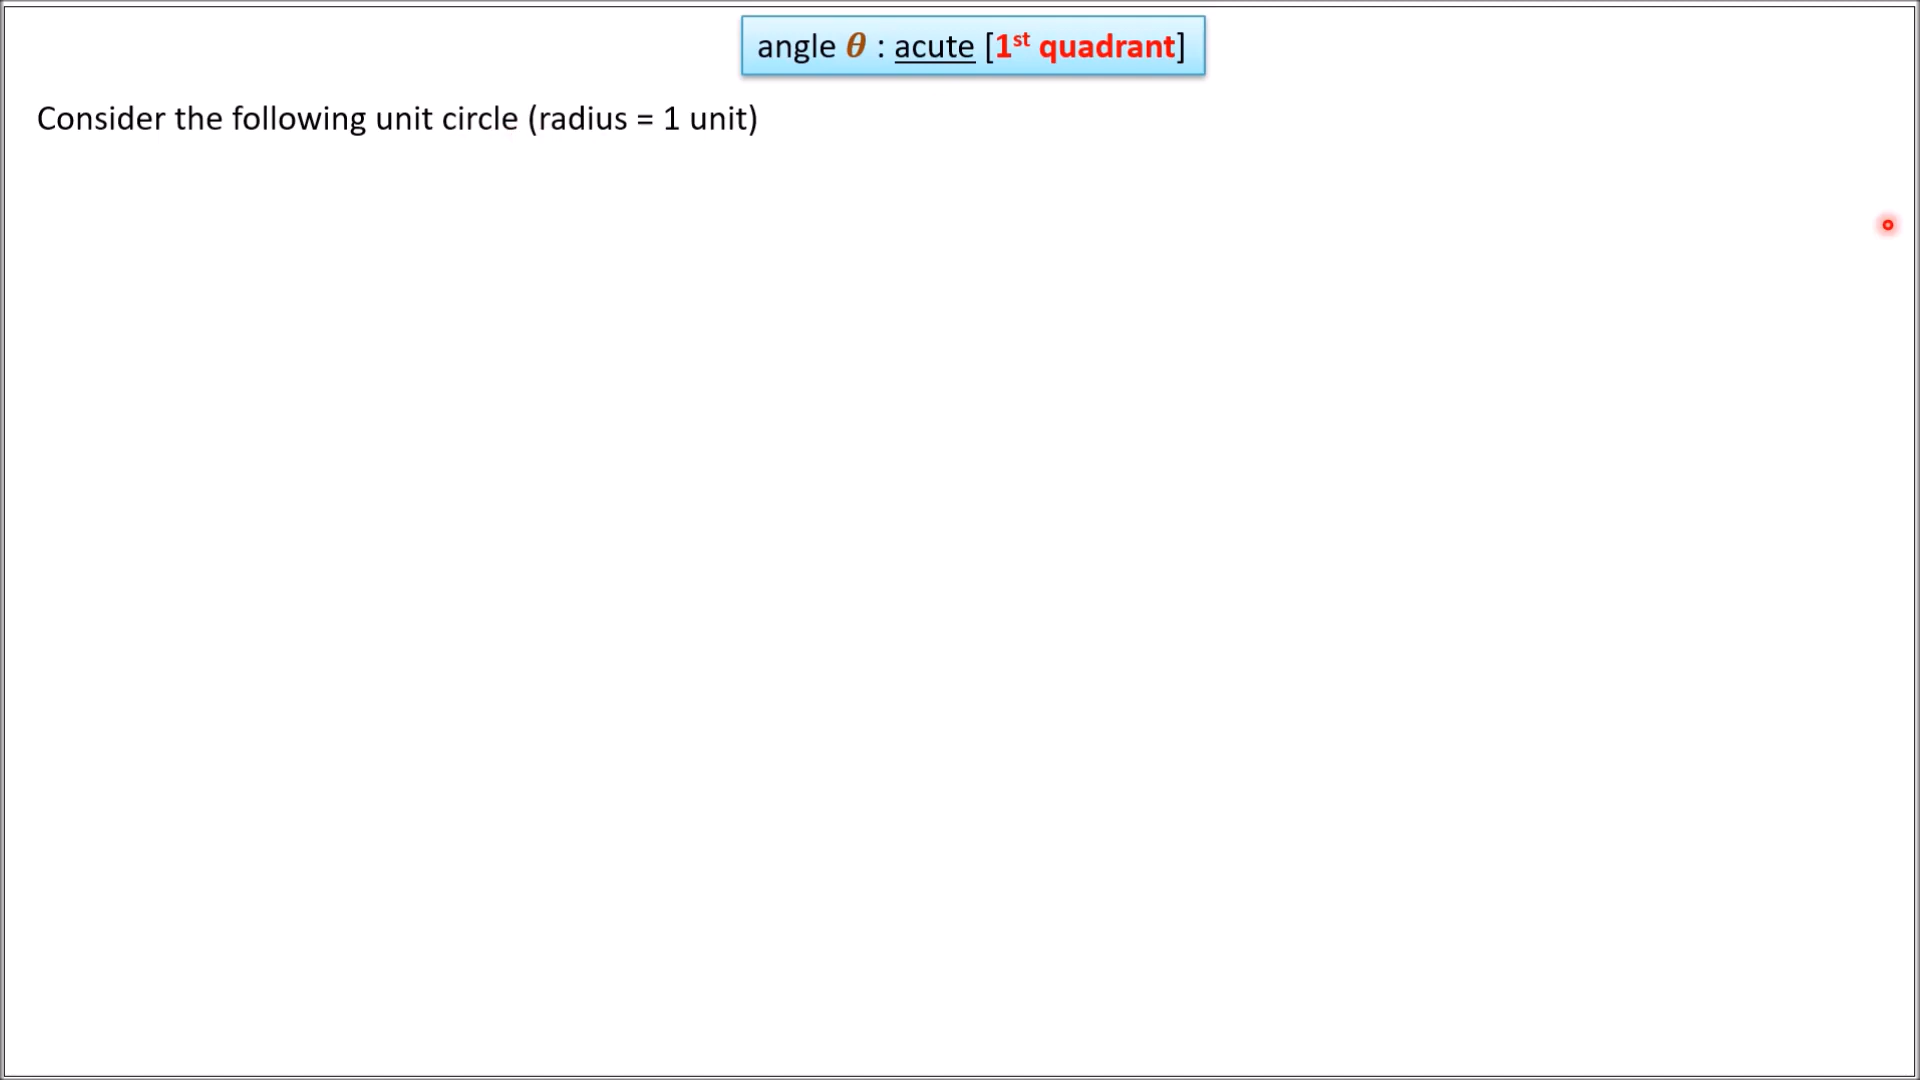 angle θ : acute [1st quadrant]
Consider the following unit circle (radius = 1 unit)